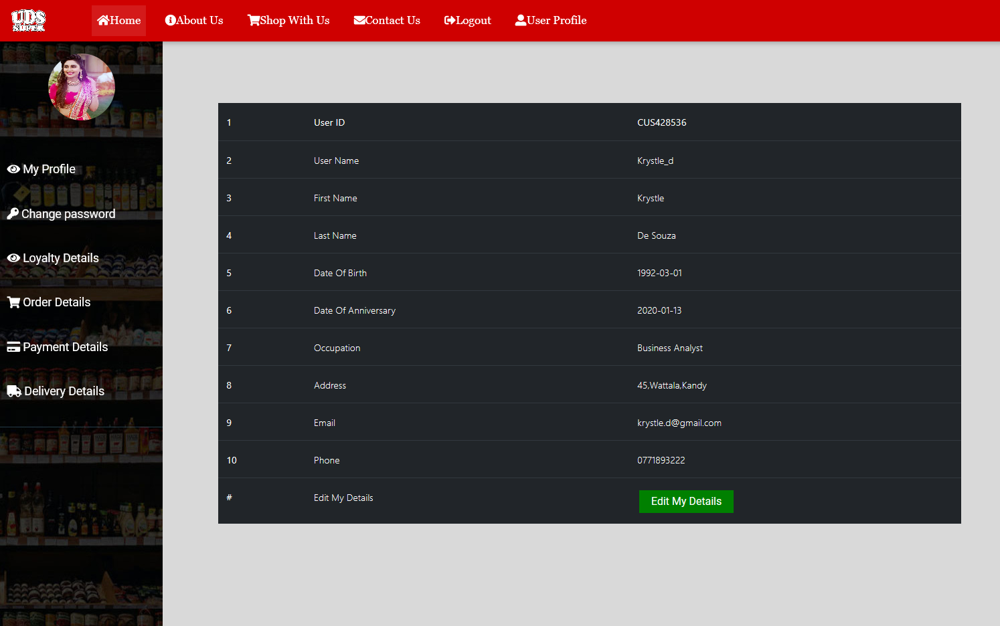 UDS
SUPER
Home About Us Shop With Us Contact Us Logout User Profile
My Profile
Change password
Loyalty Details
Order Details
Payment Details
Delivery Details
1 User ID CUS428536
2 User Name Krystle_d
3 First Name Krystle
4 Last Name De Souza
5 Date Of Birth 1992-03-01
6 Date Of Anniversary 2020-01-13
7 Occupation Business Analyst
8 Address 45,Wattala,Kandy
9 Email krystle.d@gmail.com
10 Phone 0771893222
# Edit My Details Edit My Details